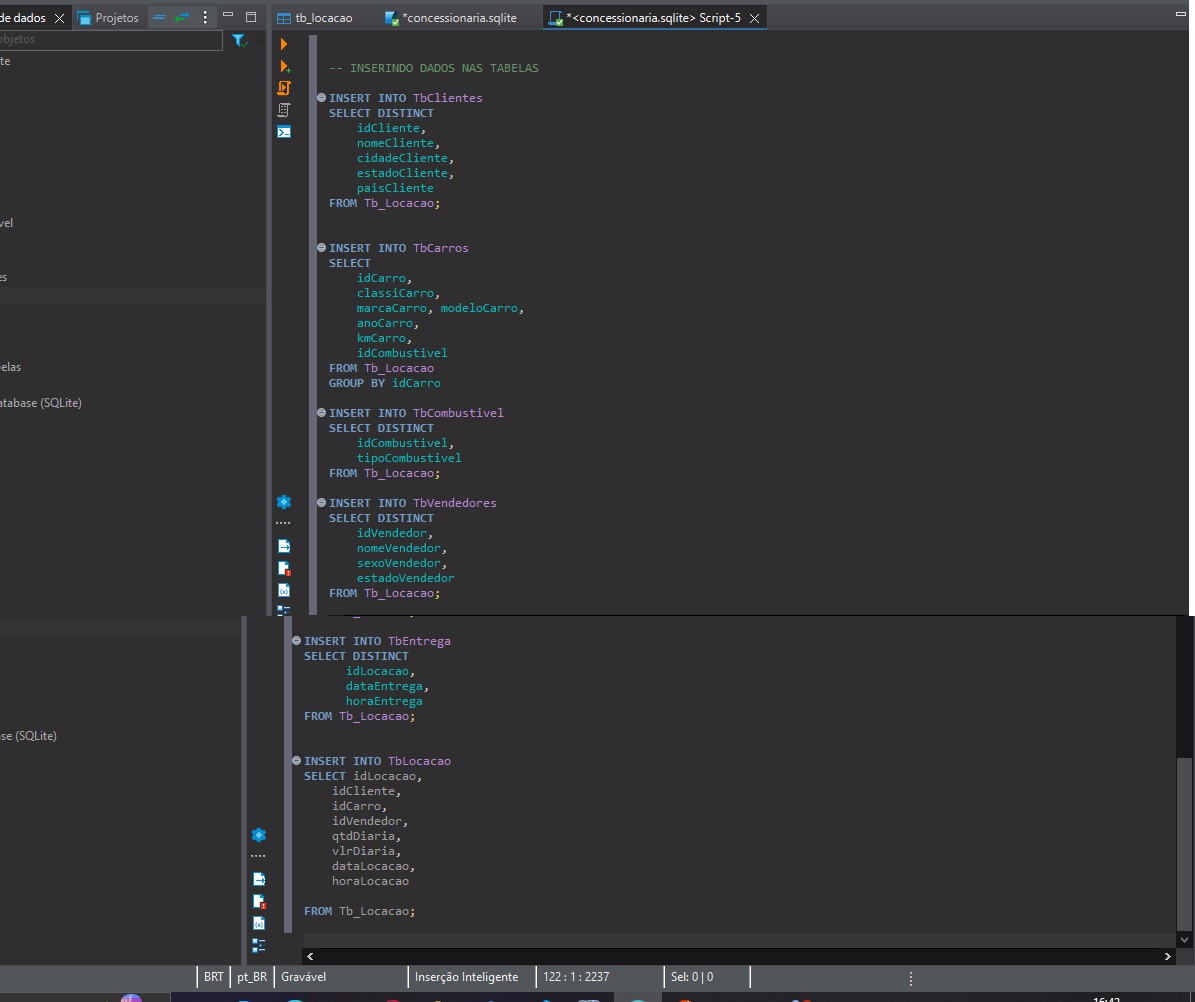 de dados
Projetos
tb_locacao
*concessionaria.sqlite
*<concessionaria.sqlite> Script-5
objetos
te
vel
es
elas
atabase (SQLite)
-- INSERINDO DADOS NAS TABELAS
INSERT INTO TbClientes
SELECT DISTINCT
idCliente,
nomeCliente,
cidadeCliente,
estadoCliente,
paisCliente
FROM Tb_Locacao;
INSERT INTO TbCarros
SELECT
idCarro,
classiCarro,
marcaCarro, modeloCarro,
anoCarro,
kmCarro,
idCombustivel
FROM Tb_Locacao
GROUP BY idCarro
INSERT INTO TbCombustivel
SELECT DISTINCT
idCombustivel,
tipoCombustivel
FROM Tb_Locacao;
INSERT INTO TbVendedores
SELECT DISTINCT
idVendedor,
nomeVendedor,
sexoVendedor,
estadoVendedor
FROM Tb_Locacao;
INSERT INTO TbEntrega
SELECT DISTINCT
idLocacao,
dataEntrega,
horaEntrega
FROM Tb_Locacao;
se (SQLite)
INSERT INTO TbLocacao
SELECT idLocacao,
idCliente,
idCarro,
idVendedor,
qtdDiaria,
vlrDiaria,
dataLocacao,
horaLocacao
FROM Tb_Locacao;
BRT
pt_BR
Gravável
Inserção Inteligente
122 : 1 : 2237
Sel: 0 | 0
16:42